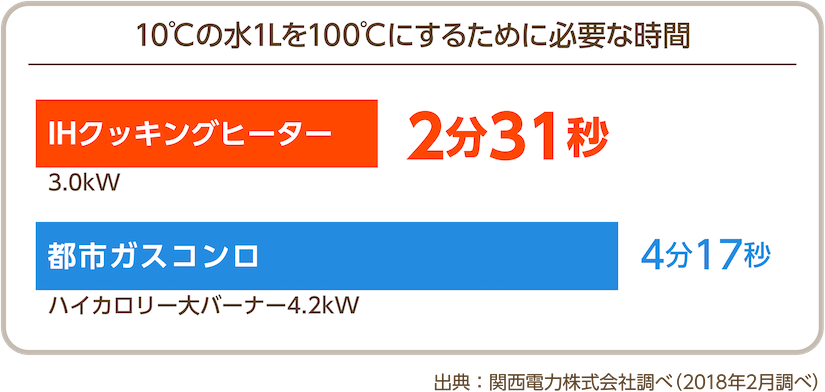 10℃の水1Lを100℃にするために必要な時間
IHクッキングヒーター
2分31秒
3.0kW
都市ガスコンロ
4分17秒
ハイカロリー大バーナー4.2kW
出典：関西電力株式会社調べ（2018年2月調べ）